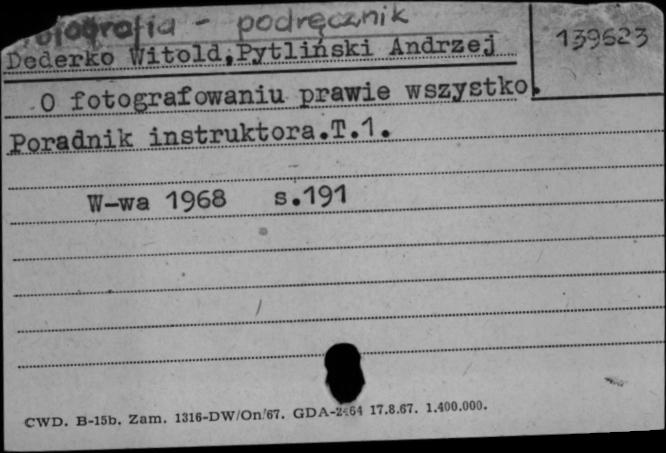 fotografia - podręcznik
139623
Dederko Witold,Pytliński Andrzej
O fotografowaniu prawie wszystko.
Poradnik instruktora.T.1.
W-wa 1968 s.191
CWD. B-15b. Zam. 1316-DW/On/67. GDA-2464 17.8.67. 1.400.000.